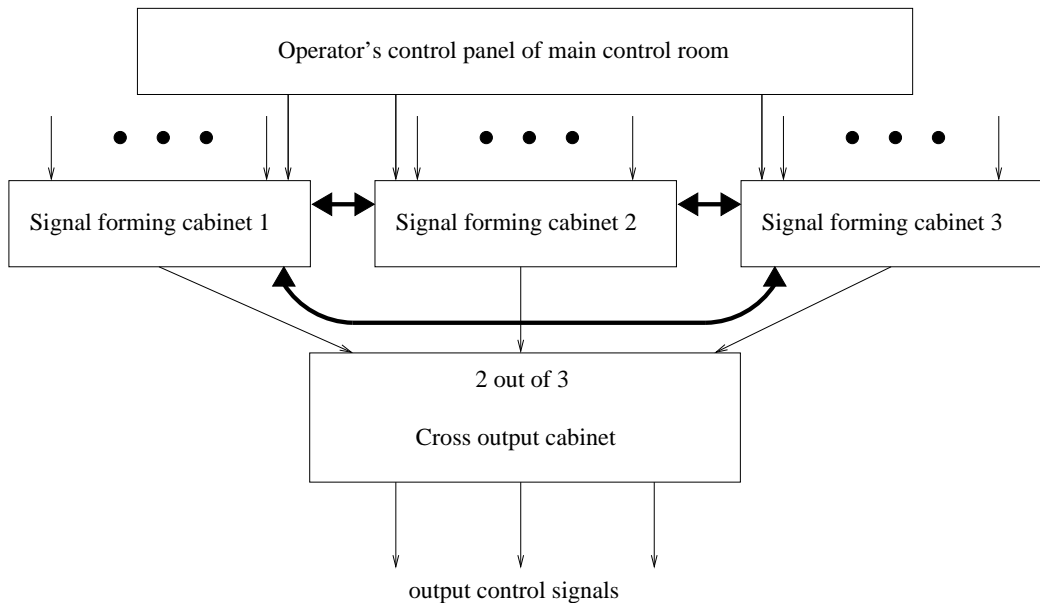 Operator's control panel of main control room
Signal forming cabinet 1
Signal forming cabinet 2
Signal forming cabinet 3
2 out of 3
Cross output cabinet
output control signals